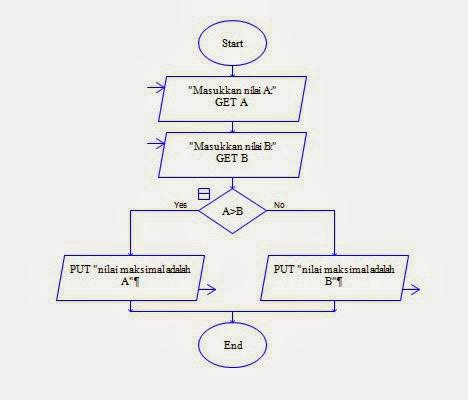 Start
"Masukkan nilai A:"
GET A
"Masukkan nilai B:"
GET B
A>B
Yes
No
PUT "nilai maksimal adalah
A"¶
PUT "nilai maksimal adalah
B"¶
End